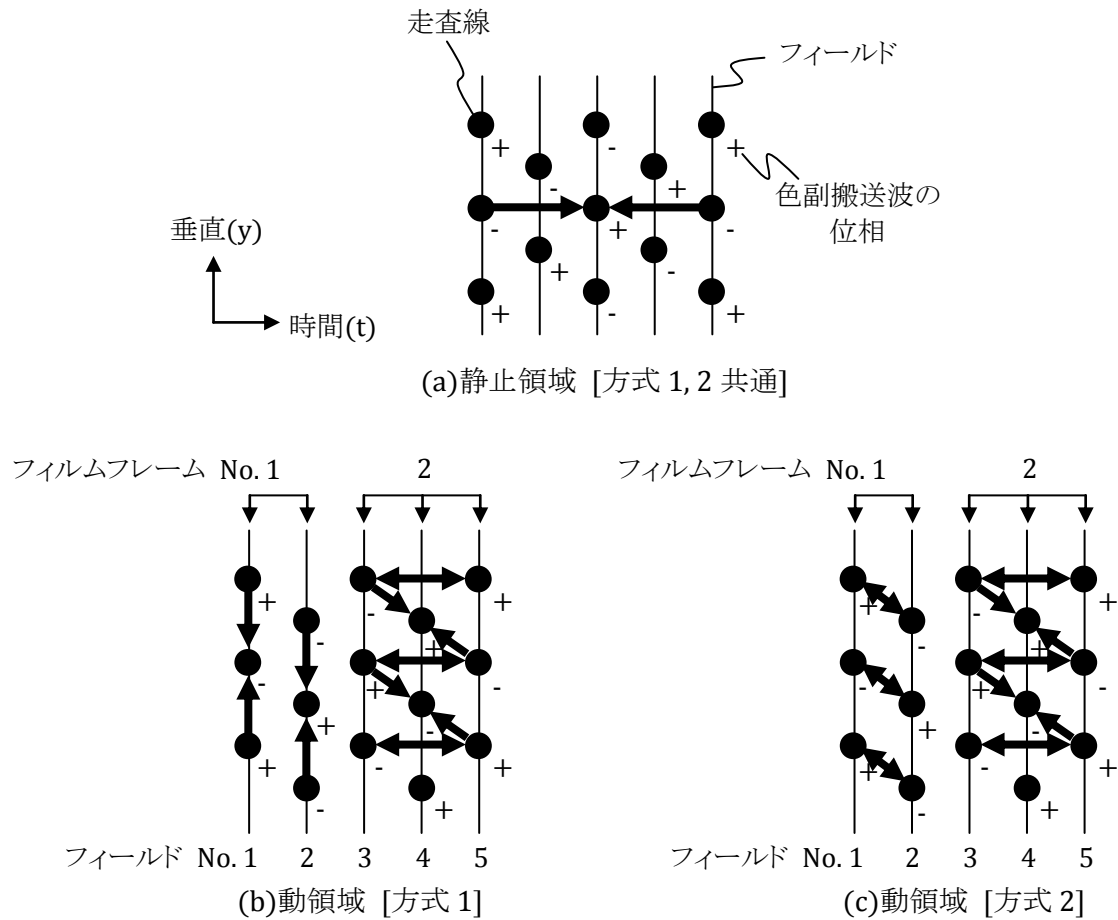 走査線
フィールド
+ - +
- +
- + -
+ -
+ - +
色副搬送波の
位相
垂直(y)
時間(t)
(a)静止領域 [方式 1, 2 共通]
フィルムフレーム No. 1 2
+ - +
- +
- + -
+ -
+ - +
- +
フィールド No. 1 2 3 4 5
(b)動領域 [方式 1]
フィルムフレーム No. 1 2
+ - +
- +
- + -
+ -
+ - +
- +
フィールド No. 1 2 3 4 5
(c)動領域 [方式 2]